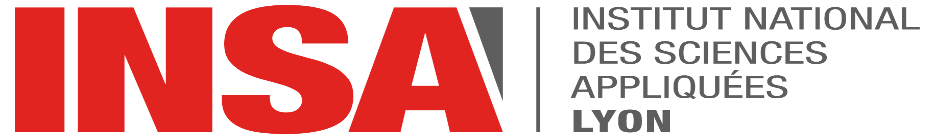 INSA
INSTITUT NATIONAL
DES SCIENCES
APPLIQUÉES
LYON